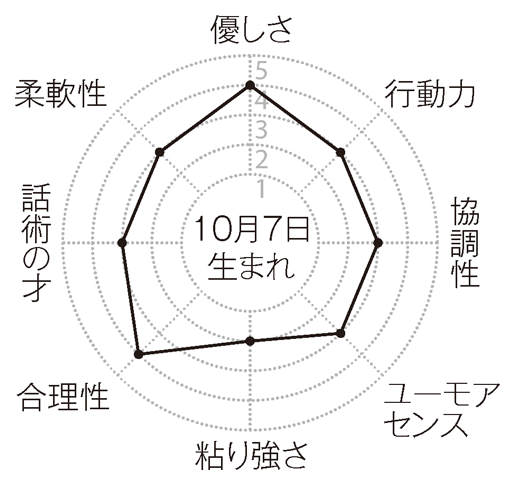 優しさ
行動力
協調性
ユーモア
センス
粘り強さ
合理性
話術の才
柔軟性
5
4
3
2
1
10月7日
生まれ